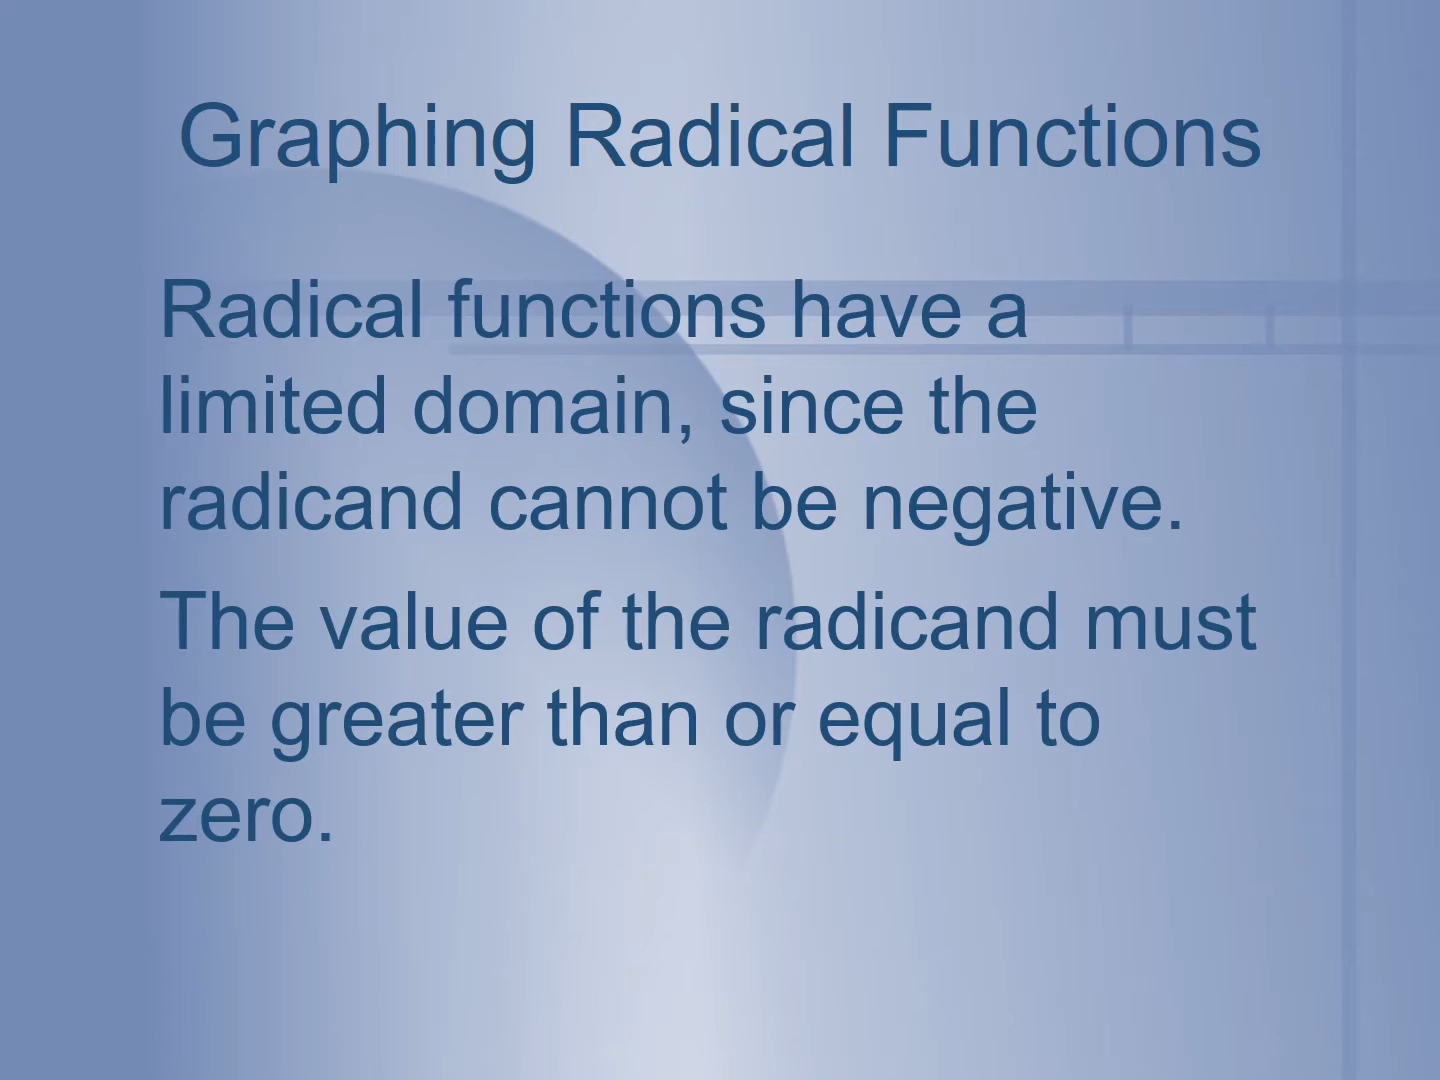 Graphing Radical Functions
Radical functions have a
limited domain, since the
radicand cannot be negative.
The value of the radicand must
be greater than or equal to
zero.